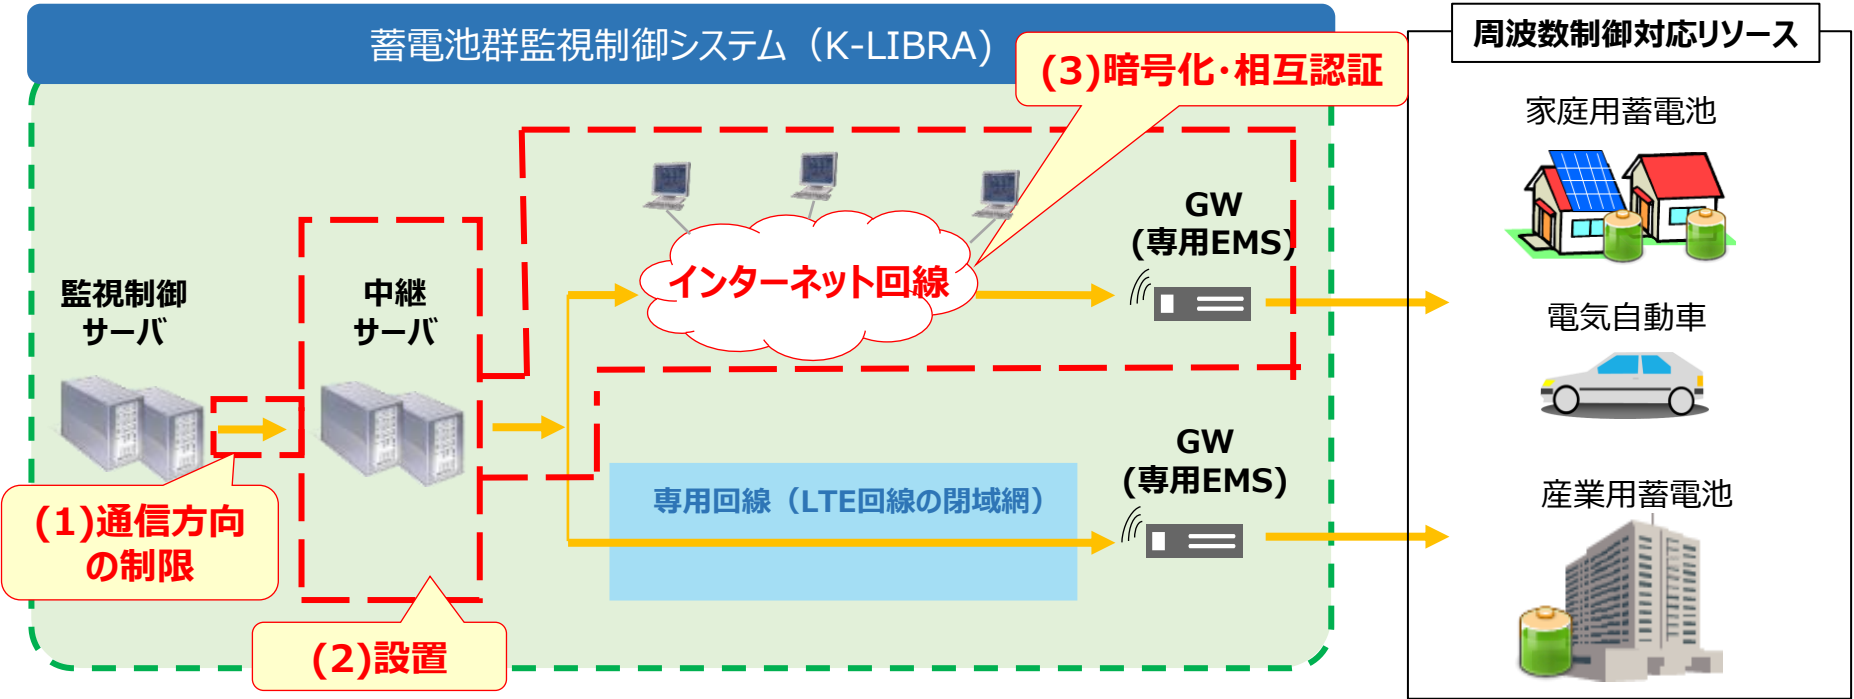 蓄電池群監視制御システム（K-LIBRA)
周波数制御対応リソース
(3)暗号化・相互認証
家庭用蓄電池
GW
(専用EMS)
インターネット回線
監視制御
サーバ
中継
サーバ
電気自動車
GW
(専用EMS)
専用回線（LTE回線の閉域網）
産業用蓄電池
(1)通信方向
の制限
(2)設置